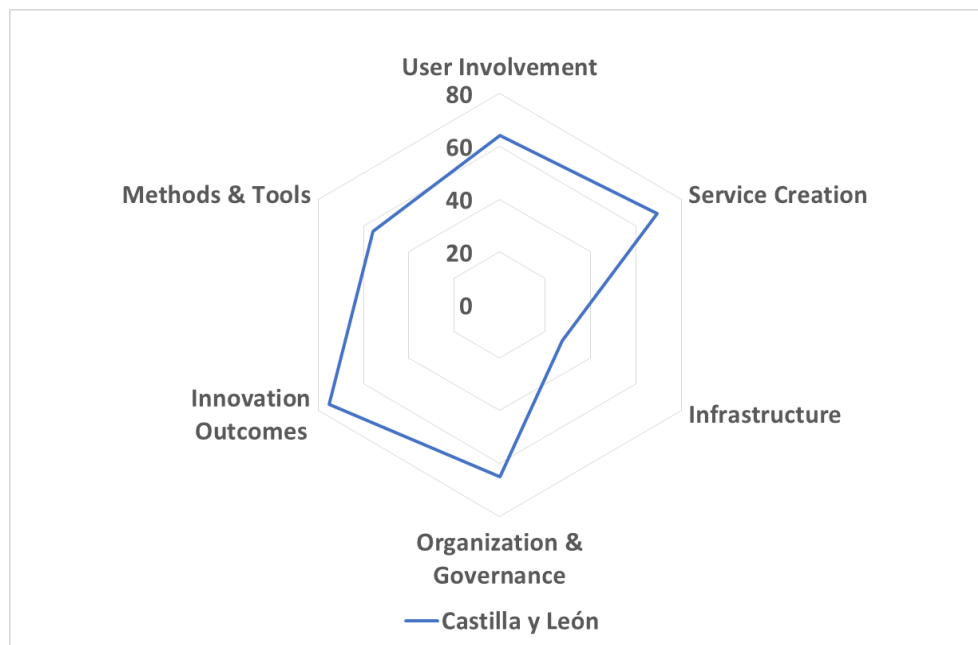 User Involvement
80
60
Methods & Tools
Service Creation
40
20
0
Innovation
Outcomes
Infrastructure
Organization &
Governance
Castilla y León